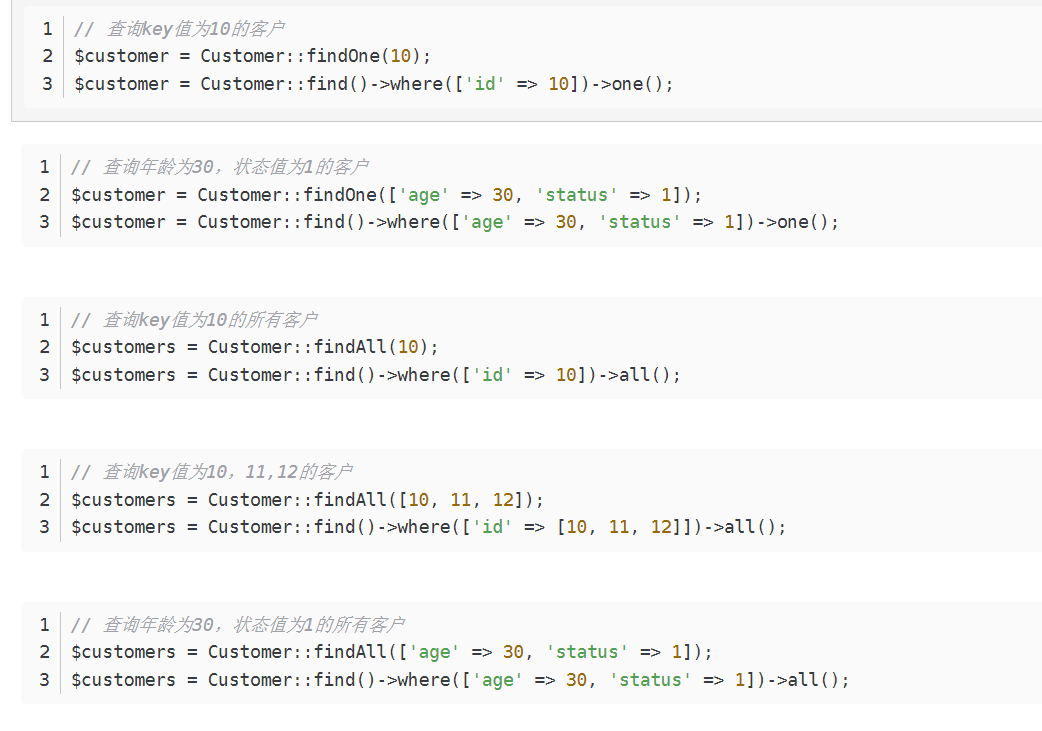 1 // 查询key值为10的客户
2 $customer = Customer::findOne(10);
3 $customer = Customer::find()->where(['id' => 10])->one();
1 // 查询年龄为30，状态值为1的客户
2 $customer = Customer::findOne(['age' => 30, 'status' => 1]);
3 $customer = Customer::find()->where(['age' => 30, 'status' => 1])->one();
1 // 查询key值为10的所有客户
2 $customers = Customer::findAll(10);
3 $customers = Customer::find()->where(['id' => 10])->all();
1 // 查询key值为10，11,12的客户
2 $customers = Customer::findAll([10, 11, 12]);
3 $customers = Customer::find()->where(['id' => [10, 11, 12]])->all();
1 // 查询年龄为30，状态值为1的所有客户
2 $customers = Customer::findAll(['age' => 30, 'status' => 1]);
3 $customers = Customer::find()->where(['age' => 30, 'status' => 1])->all();